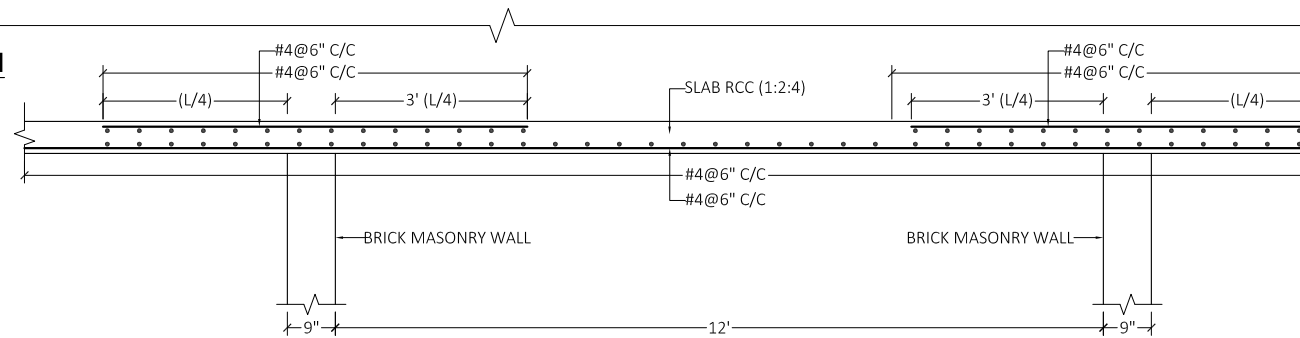 #4@6" C/C
#4@6" C/C
#4@6" C/C
#4@6" C/C
SLAB RCC (1:2:4)
(L/4)
3' (L/4)
3' (L/4)
(L/4)
#4@6" C/C
#4@6" C/C
BRICK MASONRY WALL
BRICK MASONRY WALL
9"
12'
9"